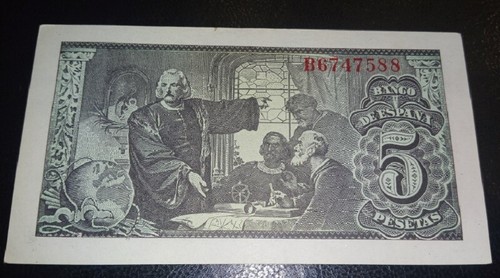 B6747588
BANCO
DE ESPAÑA
5
PESETAS